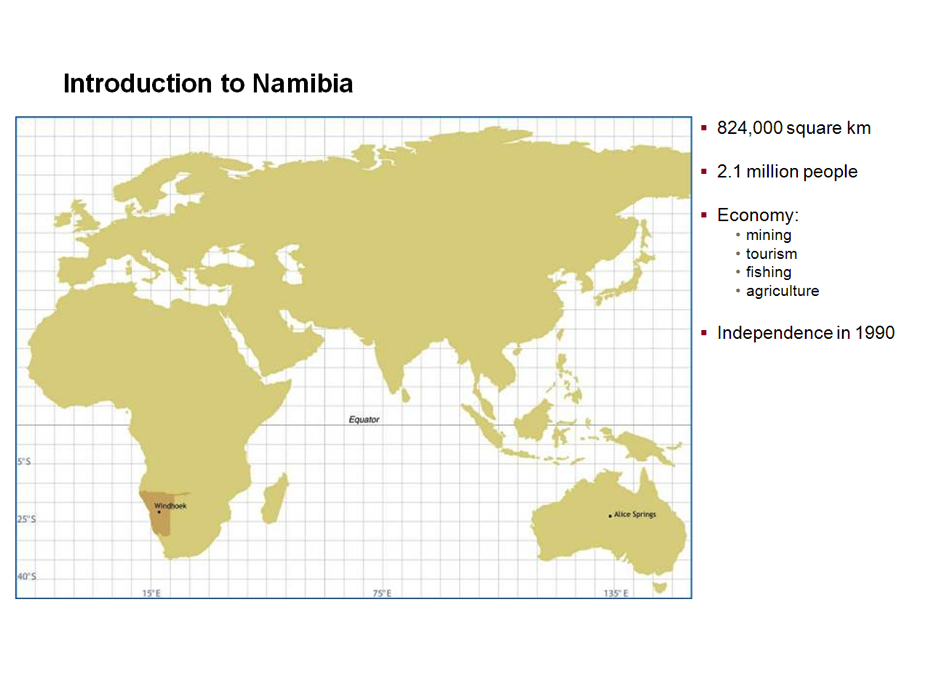 Introduction to Namibia
▪ 824,000 square km
▪ 2.1 million people
▪ Economy:
• mining
• tourism
• fishing
• agriculture
▪ Independence in 1990
Equator
5°S
Windhoek
25°S
Alice Springs
40°S
15°E
75°E
135°E